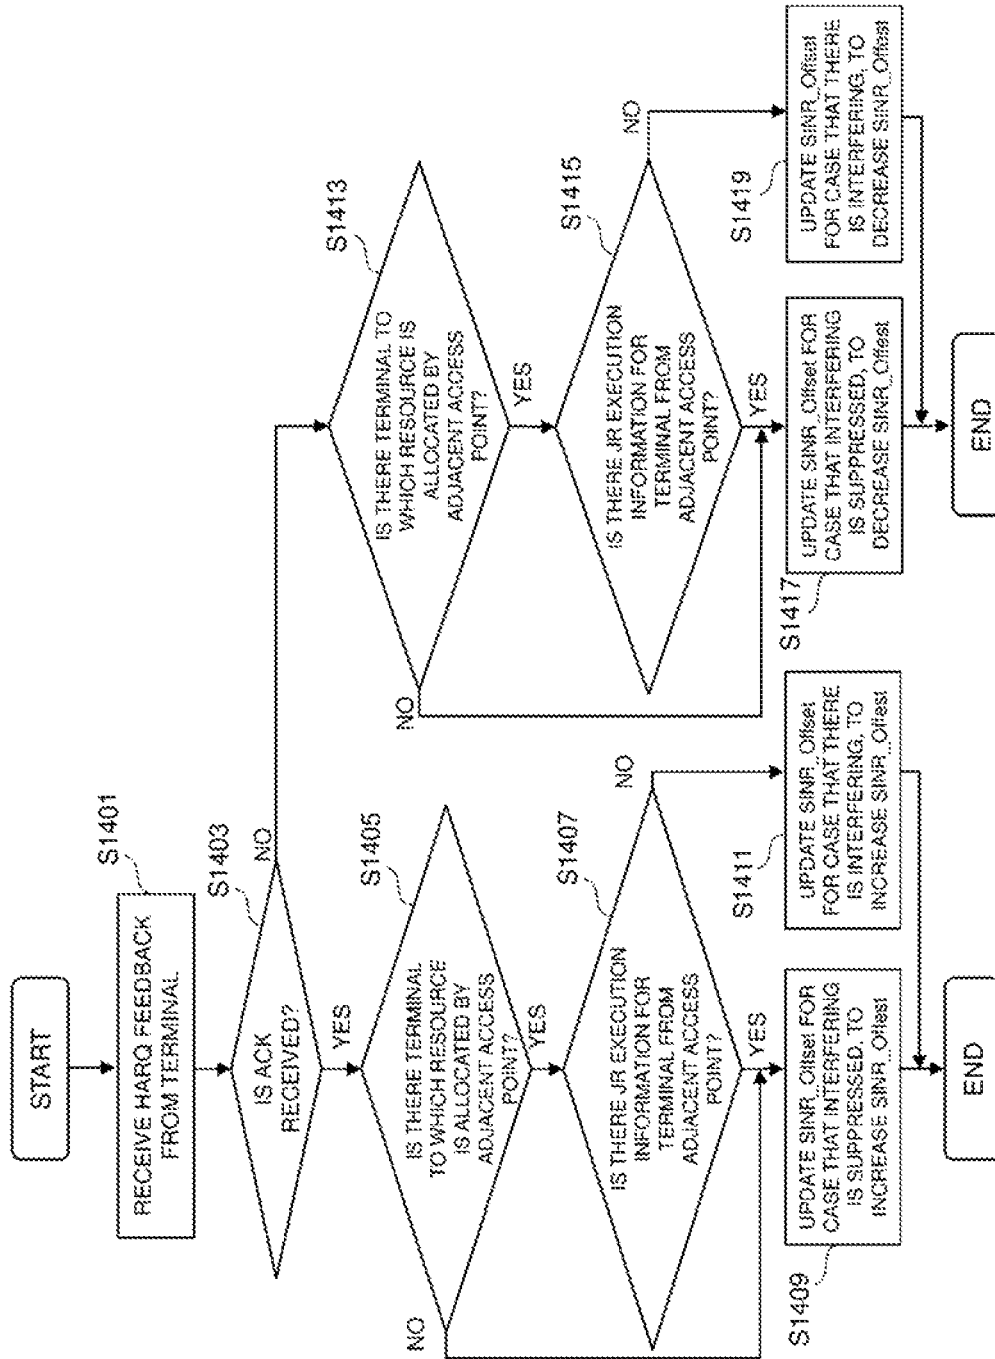 START
S1401
RECEIVE HARQ FEEDBACK
FROM TERMINAL
S1403
IS ACK
RECEIVED?
NO
YES
S1405
IS THERE TERMINAL
TO WHICH RESOURCE
IS ALLOCATED BY
ADJACENT ACCESS
POINT?
NO
YES
S1407
IS THERE JR EXECUTION
INFORMATION FOR
TERMINAL FROM
ADJACENT ACCESS
POINT?
NO
YES
S1409
UPDATE SINR_Offset FOR
CASE THAT INTERFERING
IS SUPPRESSED, TO
INCREASE SINR_Offset
S1411
UPDATE SINR_Offset
FOR CASE THAT THERE
IS INTERFERING, TO
INCREASE SINR_Offset
END
S1413
IS THERE TERMINAL TO
WHICH RESOURCE IS
ALLOCATED BY
ADJACENT ACCESS
POINT?
NO
YES
S1415
IS THERE JR EXECUTION
INFORMATION FOR
TERMINAL FROM
ADJACENT ACCESS
POINT?
NO
YES
S1417
UPDATE SINR_Offset FOR
CASE THAT INTERFERING
IS SUPPRESSED, TO
DECREASE SINR_Offset
S1419
UPDATE SINR_Offset
FOR CASE THAT THERE
IS INTERFERING, TO
DECREASE SINR_Offset
END